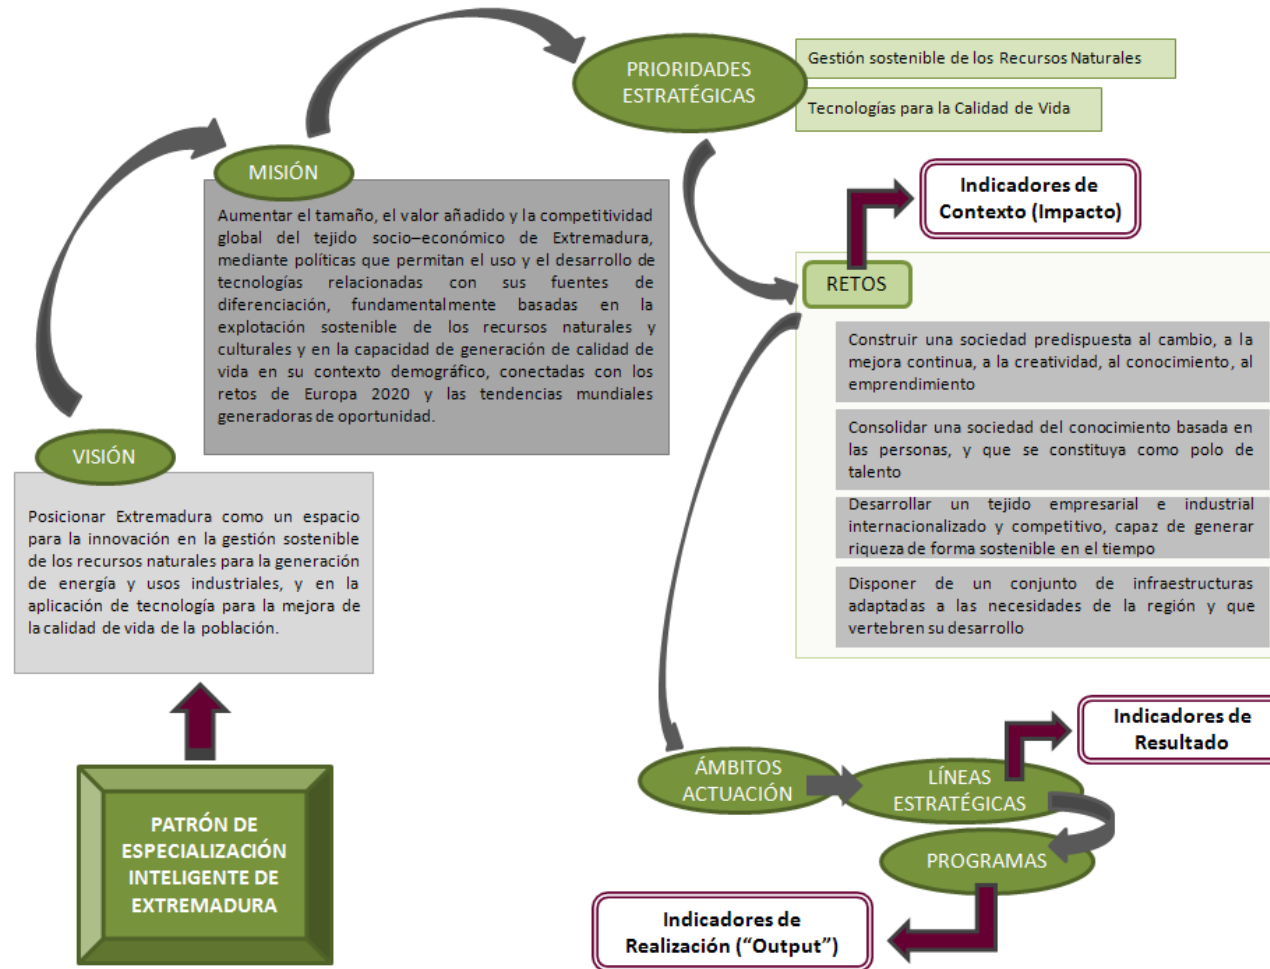 PRIORIDADES
ESTRATÉGICAS
Gestión sostenible de los Recursos Naturales
Tecnologías para la Calidad de Vida
MISIÓN
Aumentar el tamaño, el valor añadido y la competitividad
global del tejido socio–económico de Extremadura,
mediante políticas que permitan el uso y el desarrollo de
tecnologías relacionadas con sus fuentes de
diferenciación, fundamentalmente basadas en la
explotación sostenible de los recursos naturales y
culturales y en la capacidad de generación de calidad de
vida en su contexto demográfico, conectadas con los
retos de Europa 2020 y las tendencias mundiales
generadoras de oportunidad.
Indicadores de
Contexto (Impacto)
RETOS
Construir una sociedad predispuesta al cambio, a la
mejora continua, a la creatividad, al conocimiento, al
emprendimiento
Consolidar una sociedad del conocimiento basada en
las personas, y que se constituya como polo de
talento
Desarrollar un tejido empresarial e industrial
internacionalizado y competitivo, capaz de generar
riqueza de forma sostenible en el tiempo
Disponer de un conjunto de infraestructuras
adaptadas a las necesidades de la región y que
vertebren su desarrollo
VISIÓN
Posicionar Extremadura como un espacio
para la innovación en la gestión sostenible
de los recursos naturales para la generación
de energía y usos industriales, y en la
aplicación de tecnología para la mejora de
la calidad de vida de la población.
PATRÓN DE
ESPECIALIZACIÓN
INTELIGENTE DE
EXTREMADURA
ÁMBITOS
ACTUACIÓN
LÍNEAS
ESTRATÉGICAS
Indicadores de
Resultado
PROGRAMAS
Indicadores de
Realización (“Output”)